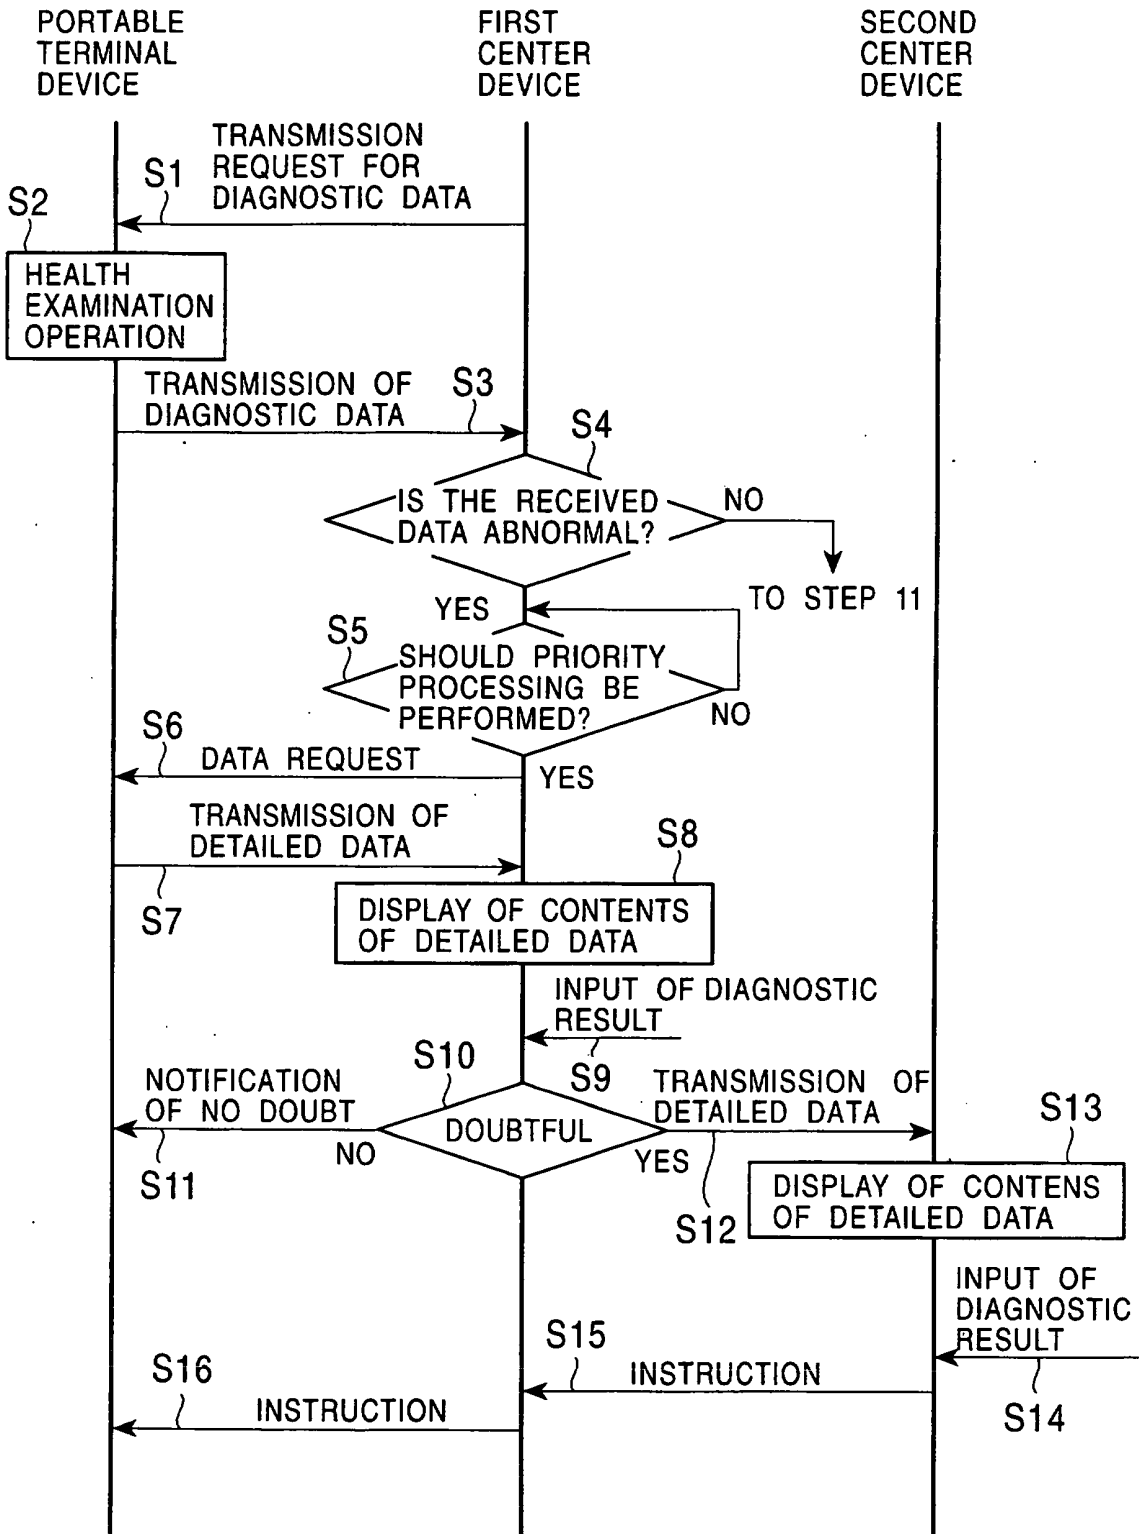 PORTABLE
TERMINAL
DEVICE
FIRST
CENTER
DEVICE
SECOND
CENTER
DEVICE
TRANSMISSION
REQUEST FOR
DIAGNOSTIC DATA
S1
S2
HEALTH
EXAMINATION
OPERATION
TRANSMISSION OF
DIAGNOSTIC DATA
S3
S4
IS THE RECEIVED
DATA ABNORMAL?
NO
TO STEP 11
YES
S5
SHOULD PRIORITY
PROCESSING BE
PERFORMED?
NO
S6
DATA REQUEST
YES
TRANSMISSION OF
DETAILED DATA
S7
S8
DISPLAY OF CONTENTS
OF DETAILED DATA
INPUT OF DIAGNOSTIC
RESULT
S9
S10
DOUBTFUL
NOTIFICATION
OF NO DOUBT
NO
S11
TRANSMISSION OF
DETAILED DATA
YES
S12
S13
DISPLAY OF CONTENS
OF DETAILED DATA
INPUT OF
DIAGNOSTIC
RESULT
S14
S15
INSTRUCTION
S16
INSTRUCTION